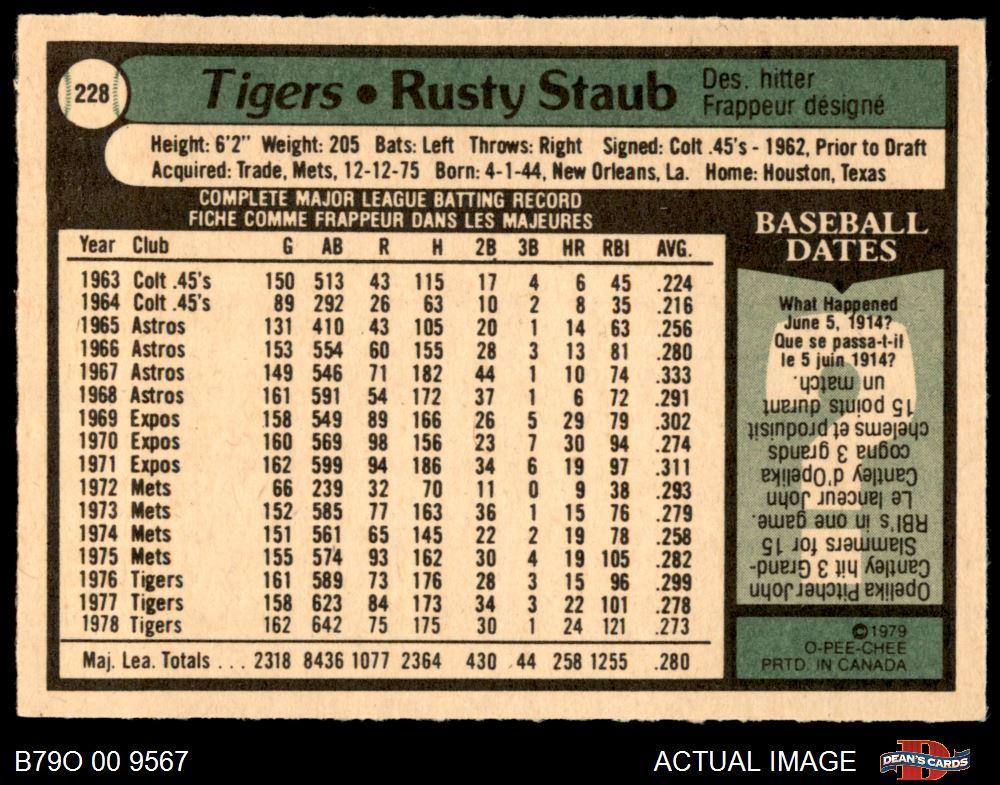 228
Tigers • Rusty Staub
Des. hitter
Frappeur désigné
Height: 6'2" Weight: 205 Bats: Left Throws: Right Signed: Colt .45's - 1962, Prior to Draft
Acquired: Trade, Mets, 12-12-75 Born: 4-1-44, New Orleans, La. Home: Houston, Texas
COMPLETE MAJOR LEAGUE BATTING RECORD
FICHE COMME FRAPPEUR DANS LES MAJEURES
Year Club G AB R H 2B 3B HR RBI AVG.
1963 Colt .45's 150 513 43 115 17 4 6 45 .224
1964 Colt .45's 89 292 26 63 10 2 8 35 .216
1965 Astros 131 410 43 105 20 1 14 63 .256
1966 Astros 153 554 60 155 28 3 13 81 .280
1967 Astros 149 546 71 182 44 1 10 74 .333
1968 Astros 161 591 54 172 37 1 6 72 .291
1969 Expos 158 549 89 166 26 5 29 79 .302
1970 Expos 160 569 98 156 23 7 30 94 .274
1971 Expos 162 599 94 186 34 6 19 97 .311
1972 Mets 66 239 32 70 11 0 9 38 .293
1973 Mets 152 585 77 163 36 1 15 76 .279
1974 Mets 151 561 65 145 22 2 19 78 .258
1975 Mets 155 574 93 162 30 4 19 105 .282
1976 Tigers 161 589 73 176 28 3 15 96 .299
1977 Tigers 158 623 84 173 34 3 22 101 .278
1978 Tigers 162 642 75 175 30 1 24 121 .273
Maj. Lea. Totals ... 2318 8436 1077 2364 430 44 258 1255 .280
BASEBALL
DATES
What Happened
June 5, 1914?
Que se passa-t-il
le 5 juin 1914?
Opelika Pitcher John
Cantley hit 3 Grand-
Slammers for 15
RBI's in one game.
Le lanceur John
Cantley d'Opelika
cogna 3 grands
chelems et produisit
15 points durant
un match.
©1979
O-PEE-CHEE
PRTD. IN CANADA
B79O 00 9567
ACTUAL IMAGE
DEAN'S CARDS